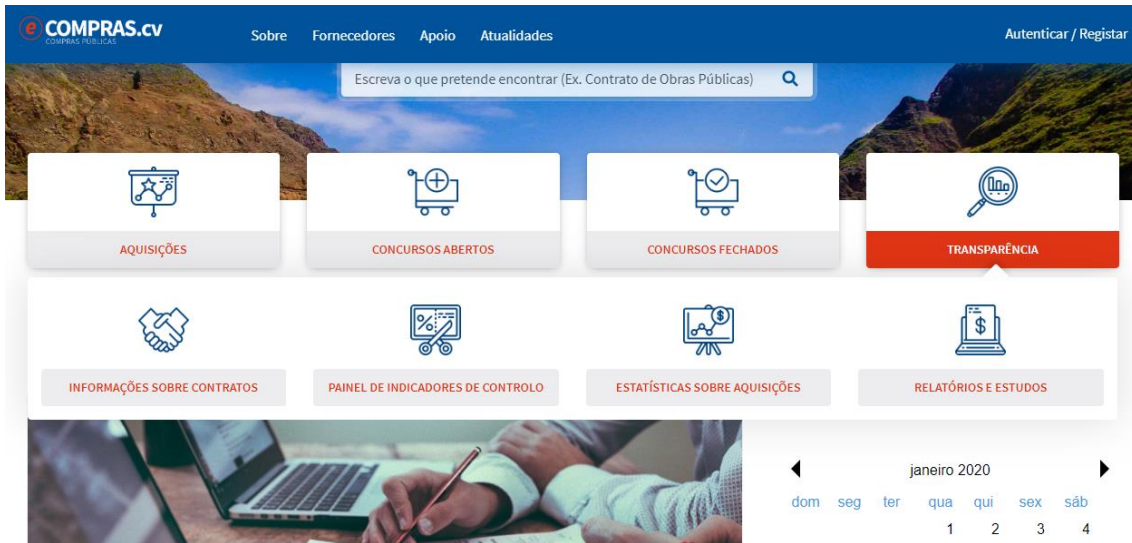 e COMPRAS.cv
COMPRAS PÚBLICAS
Sobre Fornecedores Apoio Atualidades Autenticar / Registar
Escreva o que pretende encontrar (Ex. Contrato de Obras Públicas)
AQUISIÇÕES CONCURSOS ABERTOS CONCURSOS FECHADOS TRANSPARÊNCIA
INFORMAÇÕES SOBRE CONTRATOS PAINEL DE INDICADORES DE CONTROLO ESTATÍSTICAS SOBRE AQUISIÇÕES RELATÓRIOS E ESTUDOS
janeiro 2020
dom seg ter qua qui sex sáb
1 2 3 4